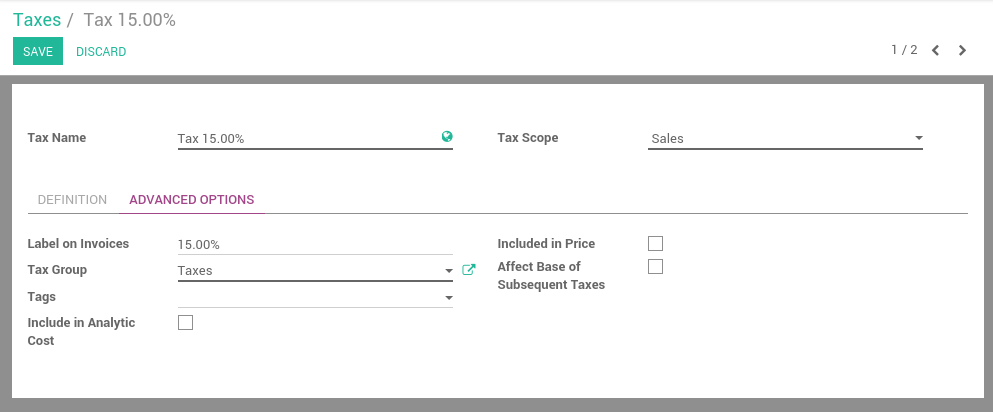 Taxes / Tax 15.00%
SAVE DISCARD 1 / 2
Tax Name Tax 15.00% Tax Scope Sales
DEFINITION ADVANCED OPTIONS
Label on Invoices 15.00% Included in Price
Tax Group Taxes Affect Base of
Subsequent Taxes
Tags
Include in Analytic
Cost